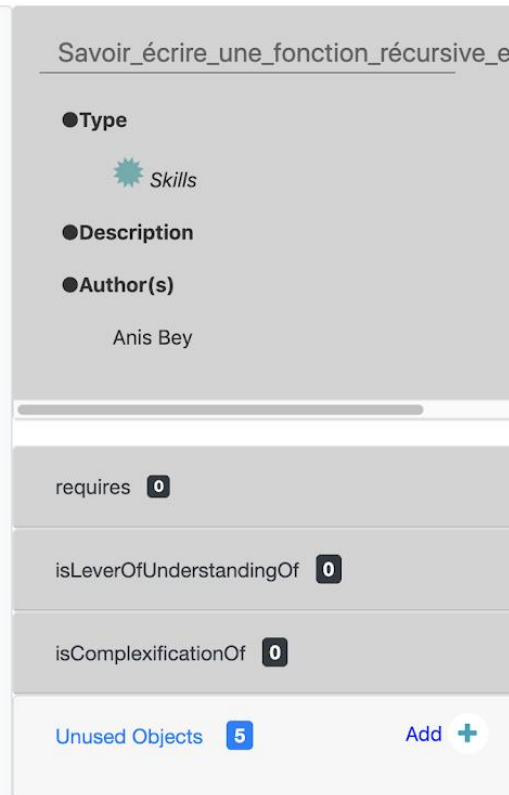 Savoir_écrire_une_fonction_récursive_e
●Type
Skills
●Description
●Author(s)
Anis Bey
requires 0
isLeverOfUnderstandingOf 0
isComplexificationOf 0
Unused Objects 5 Add +